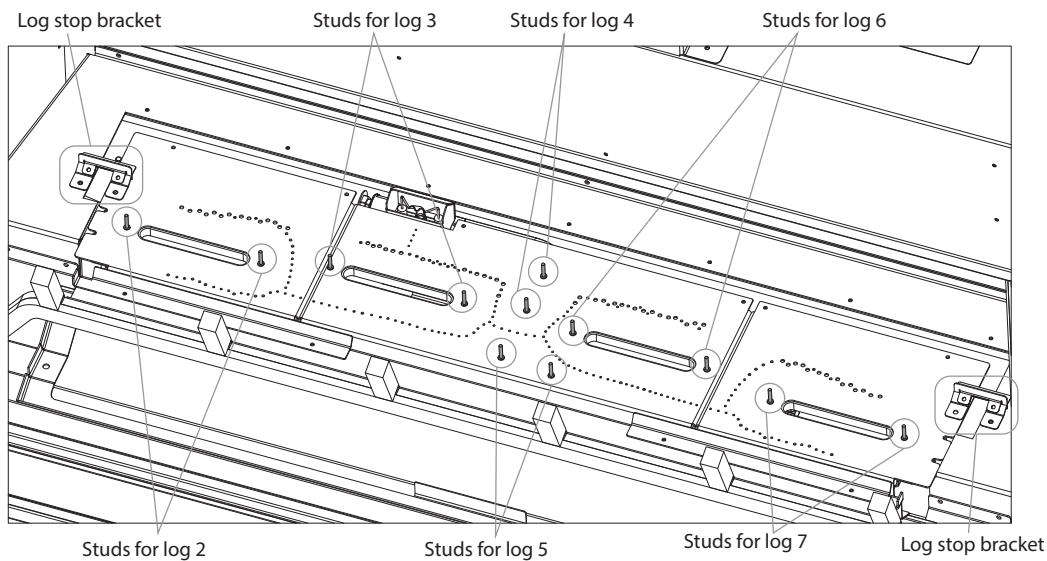 Log stop bracket
Studs for log 3
Studs for log 4
Studs for log 6
Studs for log 2
Studs for log 5
Studs for log 7
Log stop bracket